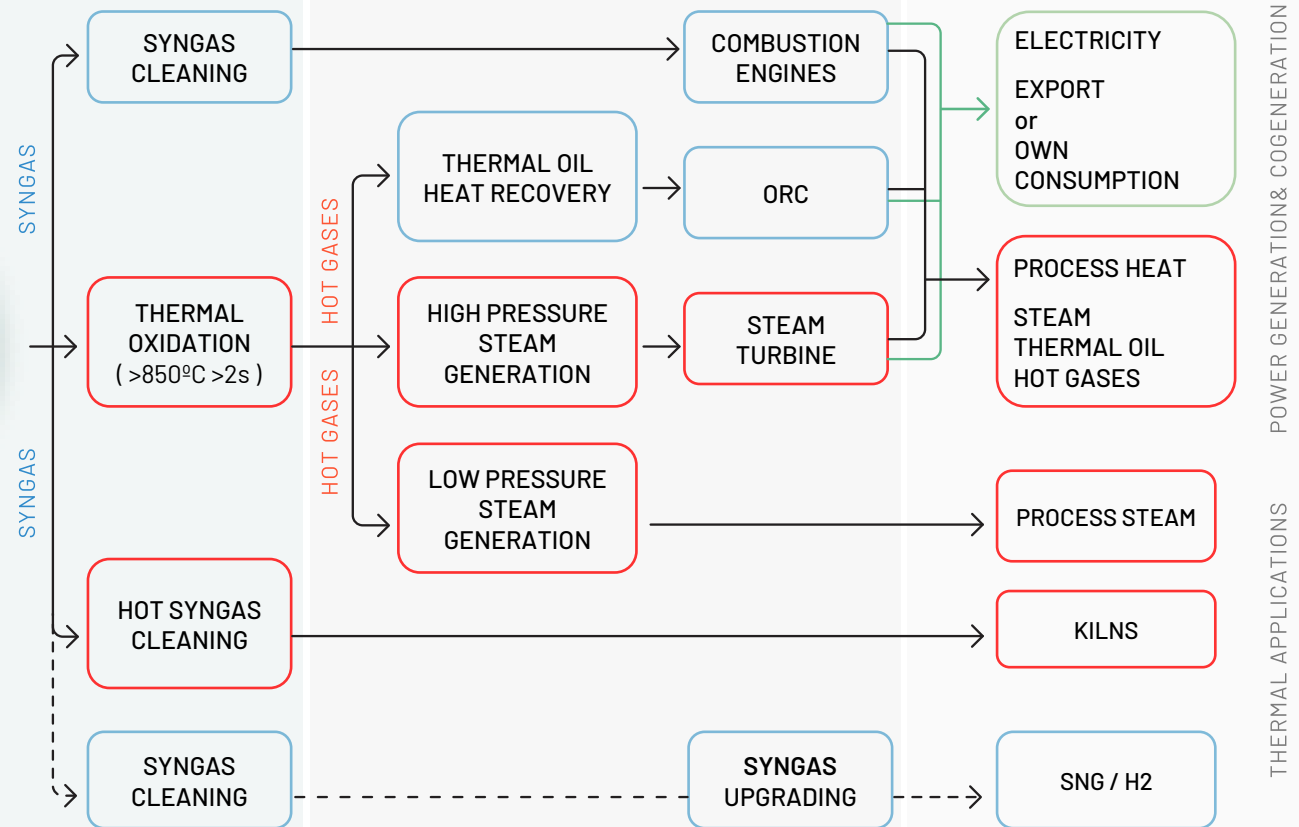 SYNGAS
CLEANING
COMBUSTION
ENGINES
ELECTRICITY
EXPORT
or
OWN
CONSUMPTION
POWER GENERATION& COGENERATION
SYNGAS
THERMAL OIL
HEAT RECOVERY
ORC
HOT GASES
THERMAL
OXIDATION
( >850ºC >2s )
HIGH PRESSURE
STEAM
GENERATION
STEAM
TURBINE
PROCESS HEAT
STEAM
THERMAL OIL
HOT GASES
HOT GASES
SYNGAS
LOW PRESSURE
STEAM
GENERATION
PROCESS STEAM
HOT SYNGAS
CLEANING
KILNS
THERMAL APPLICATIONS
SYNGAS
CLEANING
SYNGAS
UPGRADING
SNG / H2